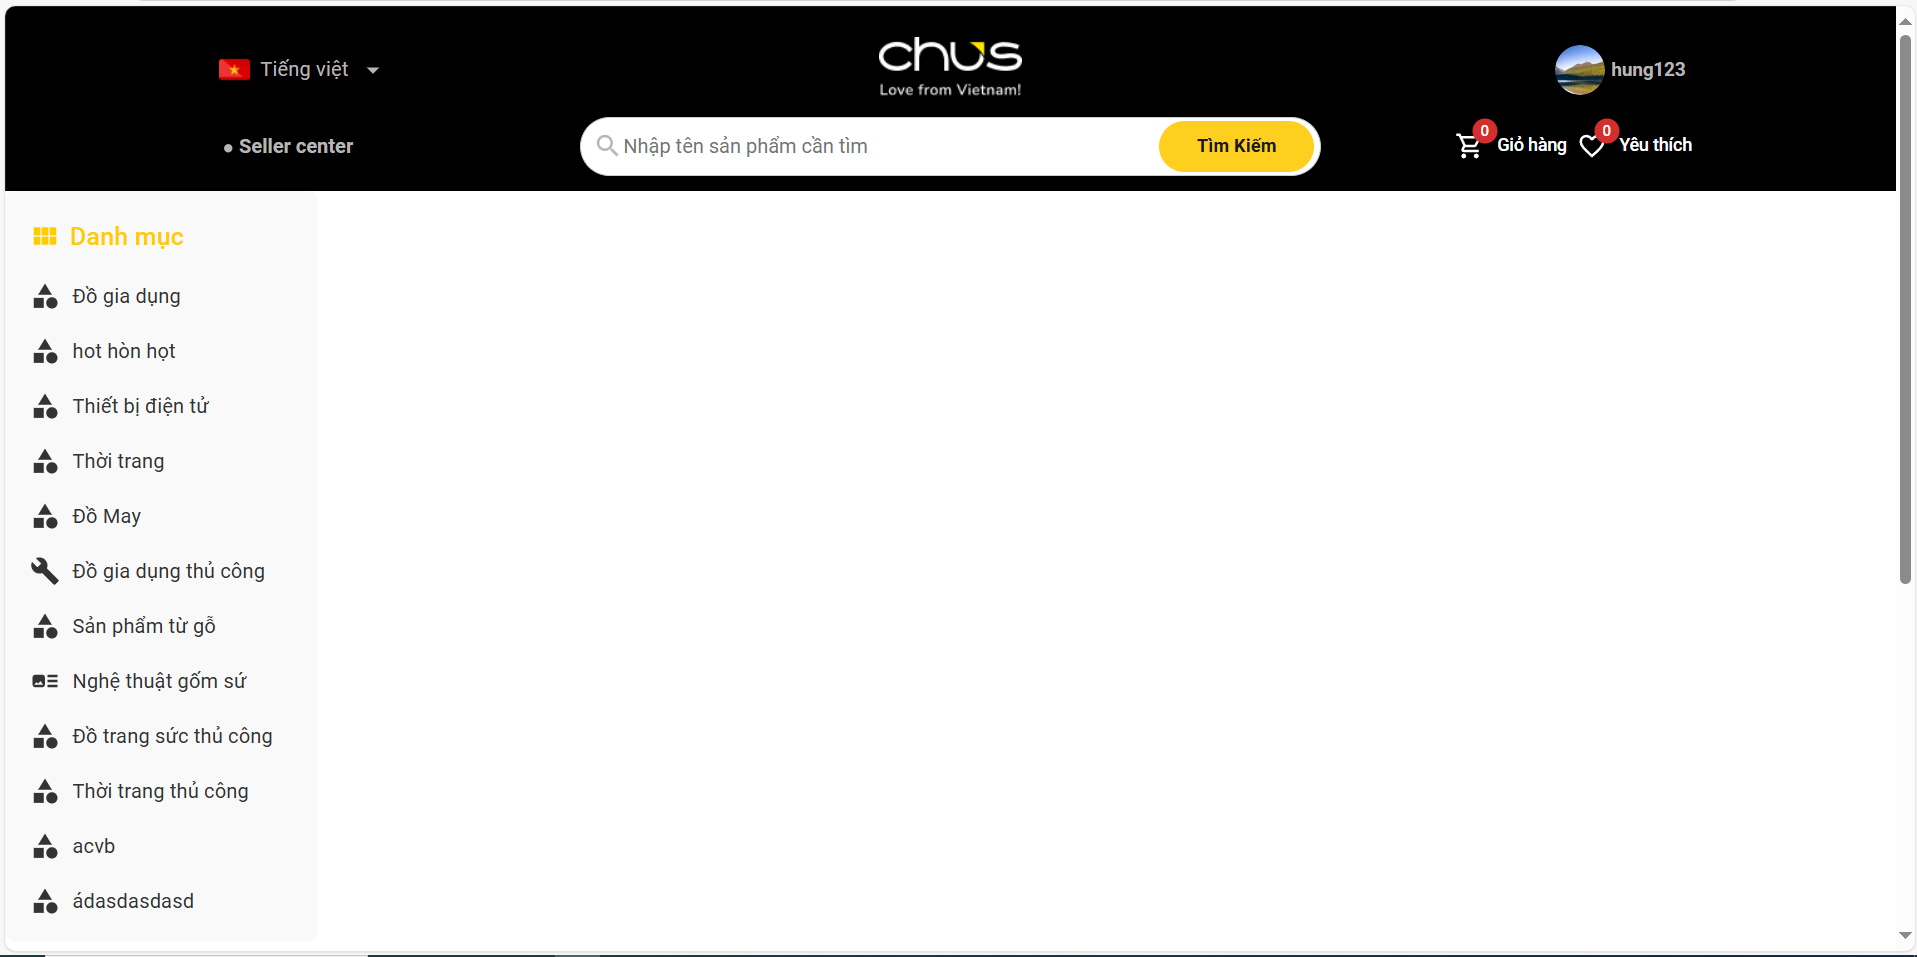 Tiếng việt
chus
Love from Vietnam!
hung123
Seller center
Nhập tên sản phẩm cần tìm
Tìm Kiếm
0
Giỏ hàng
0
Yêu thích
Danh mục
Đồ gia dụng
hot hòn họt
Thiết bị điện tử
Thời trang
Đồ May
Đồ gia dụng thủ công
Sản phẩm từ gỗ
Nghệ thuật gốm sứ
Đồ trang sức thủ công
Thời trang thủ công
acvb
ádasdasdasd